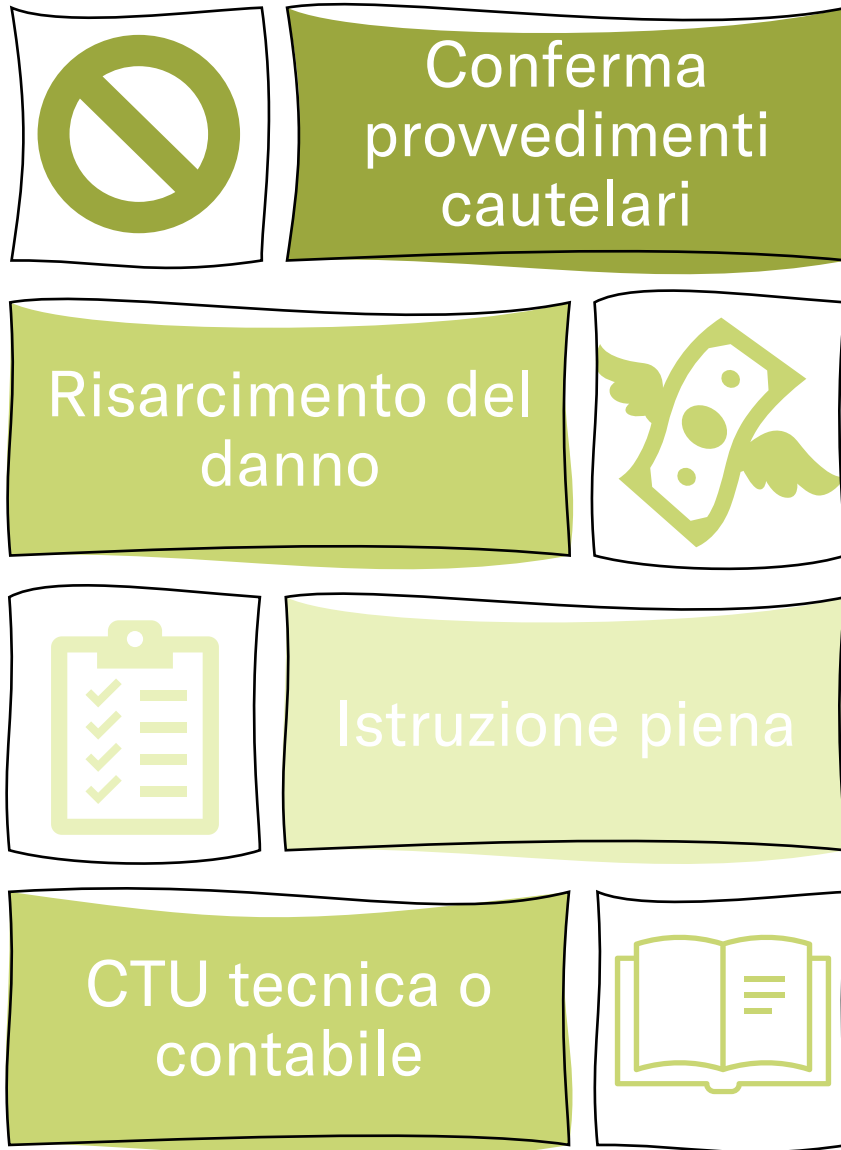 Conferma
provvedimenti
cautelari
Risarcimento del
danno
Istruzione piena
CTU tecnica o
contabile